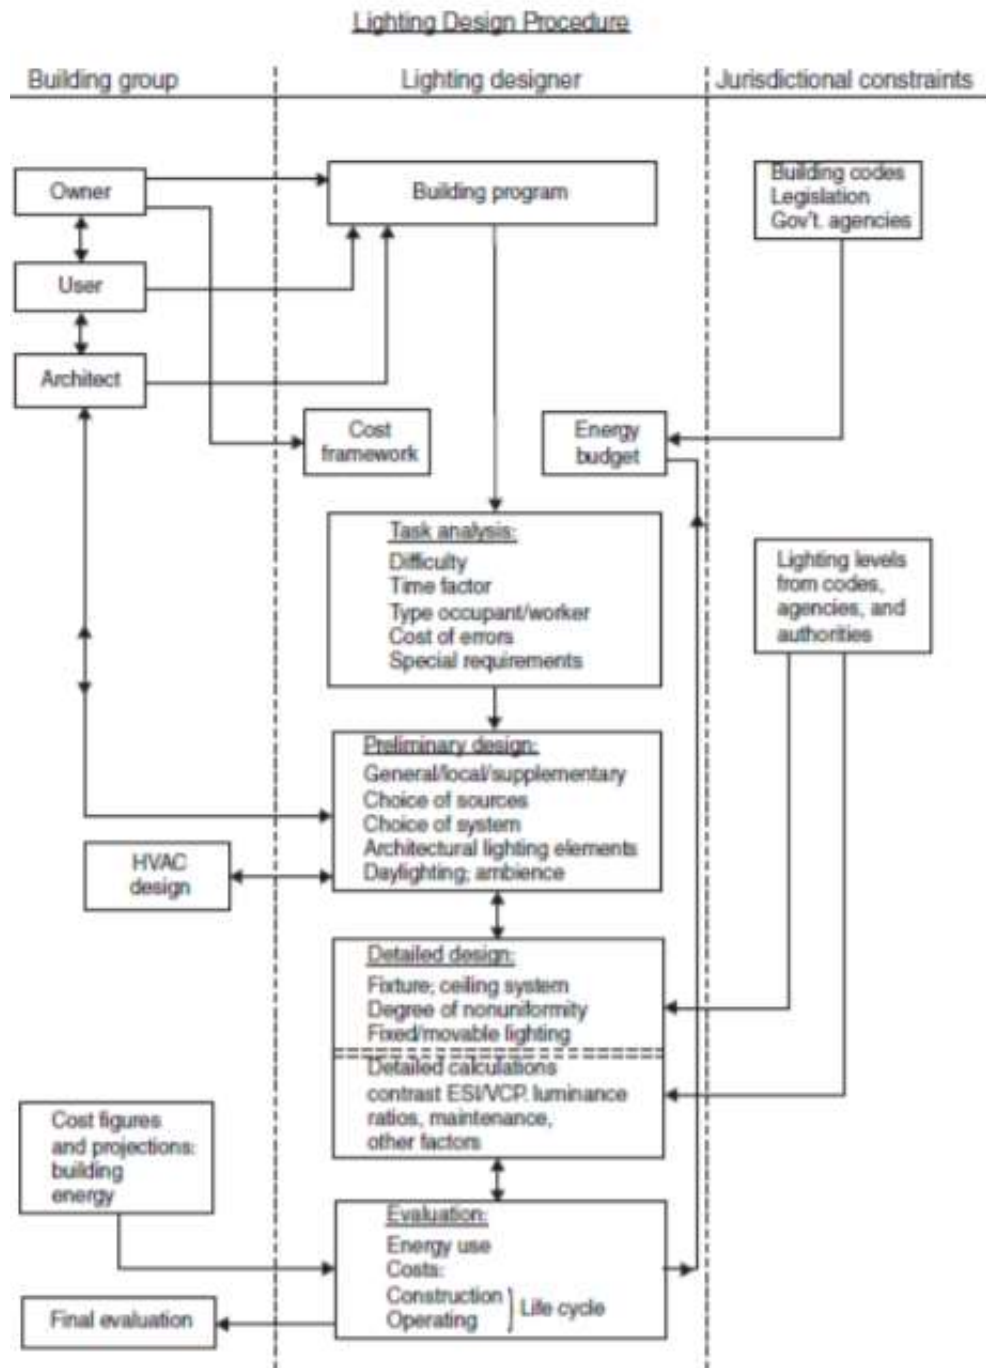 Lighting Design Procedure
Building group
Lighting designer
Jurisdictional constraints
Owner
Building program
Building codes
Legislation
Gov't. agencies
User
Architect
Cost
framework
Energy
budget
Task analysis:
Difficulty
Time factor
Type occupant/worker
Cost of errors
Special requirements
Lighting levels
from codes,
agencies, and
authorities
Preliminary design:
General/local/supplementary
Choice of sources
Choice of system
Architectural lighting elements
Daylighting; ambience
HVAC
design
Detailed design:
Fixture; ceiling system
Degree of nonuniformity
Fixed/movable lighting
Detailed calculations
contrast ESI/VCP. luminance
ratios, maintenance,
other factors
Cost figures
and projections:
building
energy
Evaluation:
Energy use
Costs:
Construction
Operating
Life cycle
Final evaluation